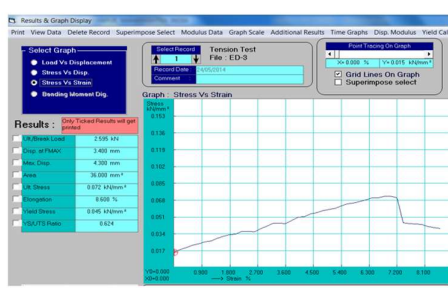 Results & Graph Display
Print View Data Delete Record Superimpose Select Modulus Data Graph Scale Additional Results Time Graphs Disp. Modulus Yield Cal
Select Graph
Load Vs Displacement
Stress Vs Disp.
Stress Vs Strain
Bending Moment Dig.
Select Record
1
Tension Test
File : ED-3
Record Date 24/05/2014
Comment
Point Tracing On Graph
X= 0.000 % Y= 0.015 kN/mm²
Grid Lines On Graph
Superimpose select
Graph : Stress Vs Strain
Results :
Only Ticked Results will get printed
Ult/Break Load 2.595 kN
Disp. at FMAX 3.400 mm
Max. Disp. 4.300 mm
Area 36.000 mm²
Ult. Stress 0.072 kN/mm²
Elongation 8.600 %
Yield Stress 0.045 kN/mm²
YS/UTS Ratio 0.624
Stress
kN/mm²
0.153
0.136
0.119
0.102
0.085
0.068
0.051
0.034
0.017
Y0=0.000
X0=0.000
0.900 1.800 2.700 3.600 4.500 5.400 6.300 7.200 8.100
Strain %